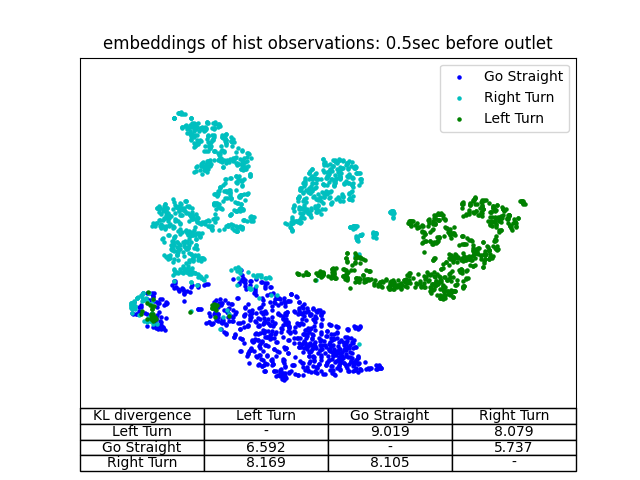 embeddings of hist observations: 0.5sec before outlet
Go Straight
Right Turn
Left Turn
KL divergence Left Turn Go Straight Right Turn
Left Turn - 9.019 8.079
Go Straight 6.592 - 5.737
Right Turn 8.169 8.105 -